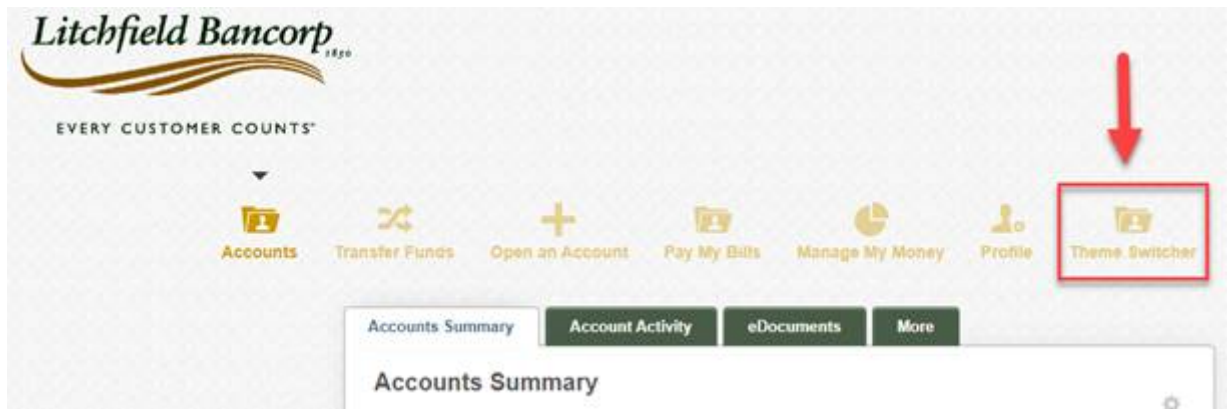 Litchfield Bancorp
1850
EVERY CUSTOMER COUNTS℠
Accounts Transfer Funds Open an Account Pay My Bills Manage My Money Profile Theme Switcher
Accounts Summary Account Activity eDocuments More
Accounts Summary